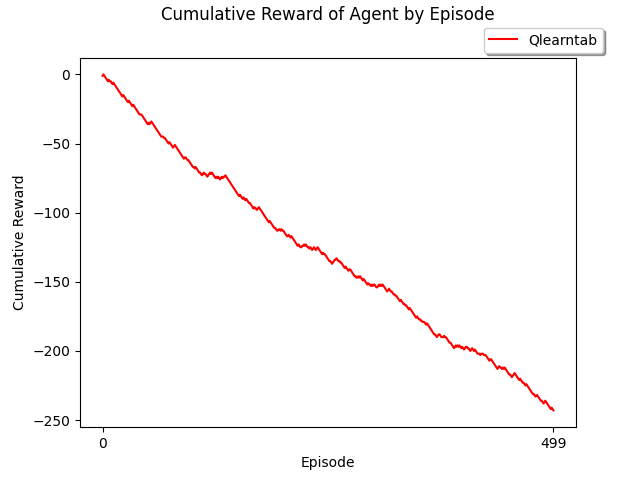 Cumulative Reward of Agent by Episode
Qlearntab
0
−50
−100
−150
−200
−250
Cumulative Reward
0 499
Episode